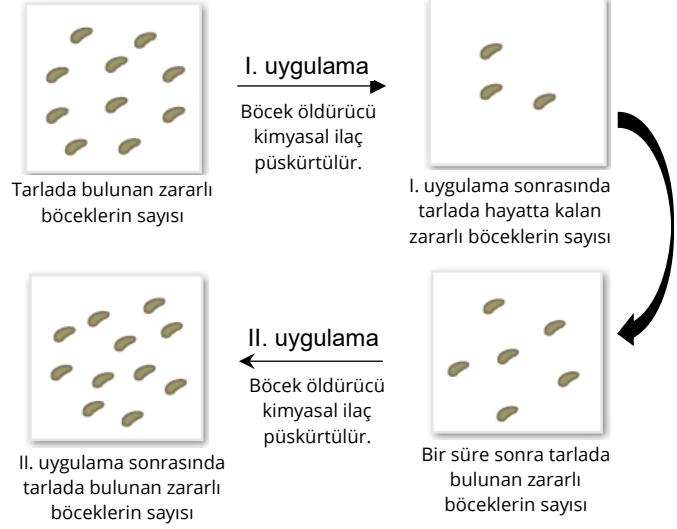 I. uygulama
Böcek öldürücü
kimyasal ilaç
püskürtülür.
Tarlada bulunan zararlı
böceklerin sayısı
I. uygulama sonrasında
tarlada hayatta kalan
zararlı böceklerin sayısı
II. uygulama
Böcek öldürücü
kimyasal ilaç
püskürtülür.
II. uygulama sonrasında
tarlada bulunan zararlı
böceklerin sayısı
Bir süre sonra tarlada
bulunan zararlı
böceklerin sayısı